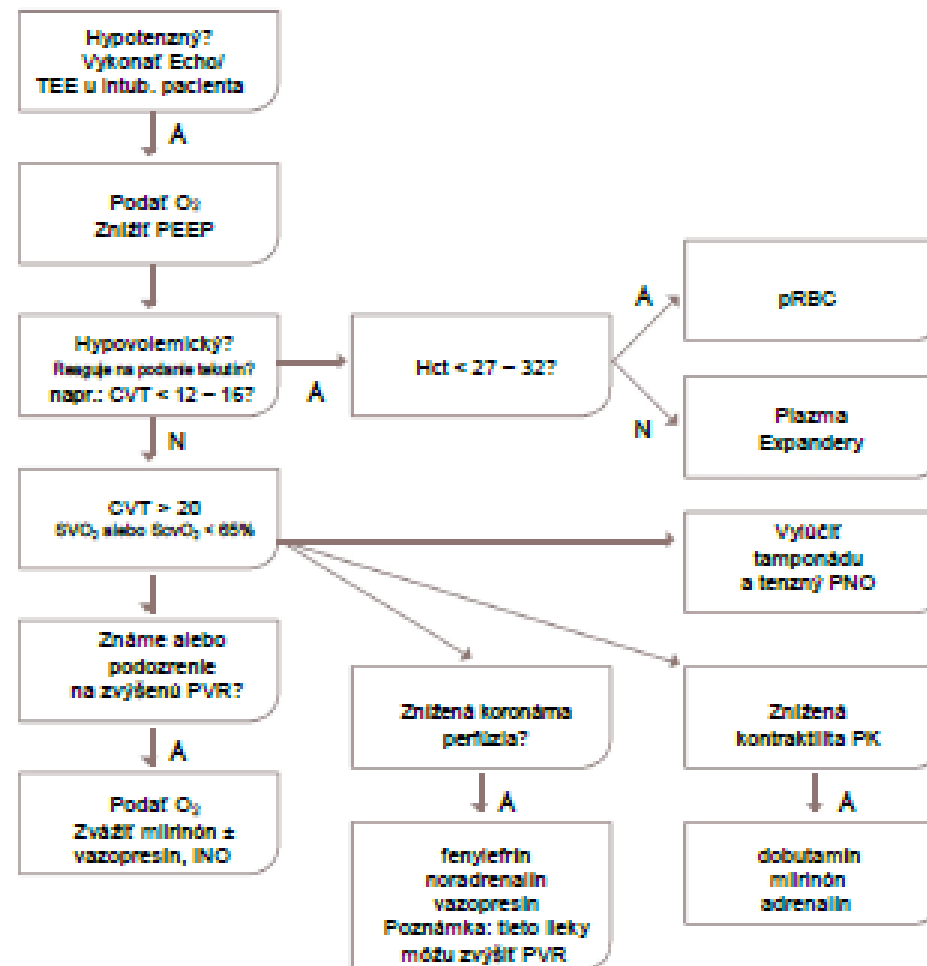 Hypotenzný?
Vykonať Echo/
TEE u Intub. pacienta
A
Podať O₂
Znížiť PEEP
Hypovolemický?
Reaguje na podanie tekutín?
napr.: CVT < 12 – 16?
A
Hct < 27 – 32?
A
pRBC
N
Plazma
Expandery
N
CVT > 20
SVO₂ alebo ScvO₂ < 65%
Vylúčiť
tamponádu
a tenzný PNO
Známe alebo
podozrenie
na zvýšenú PVR?
A
Podať O₂
Zvážiť milrinón ±
vazopresín, INO
Znížená koronárna
perfúzia?
A
fenylefrín
noradrenalín
vazopresín
Poznámka: tieto lieky
môžu zvýšiť PVR
Znížená
kontraktilita PK
A
dobutamín
milrinón
adrenalín